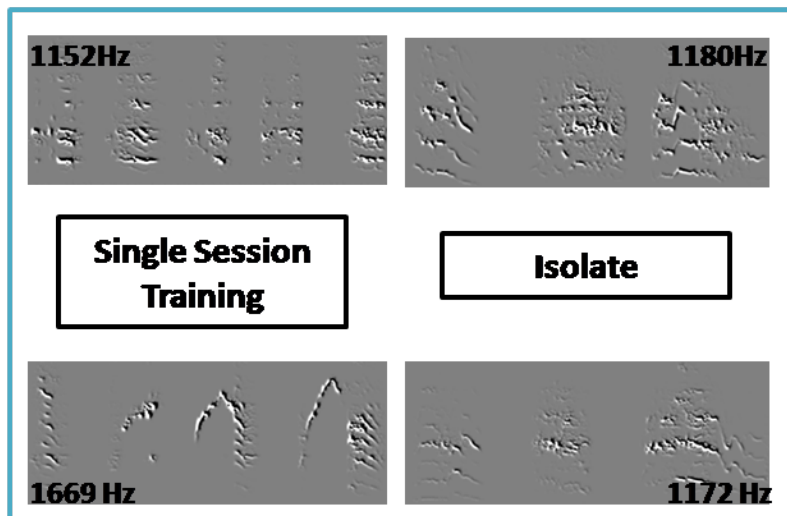 1152Hz
1180Hz
Single Session
Training
Isolate
1669 Hz
1172 Hz